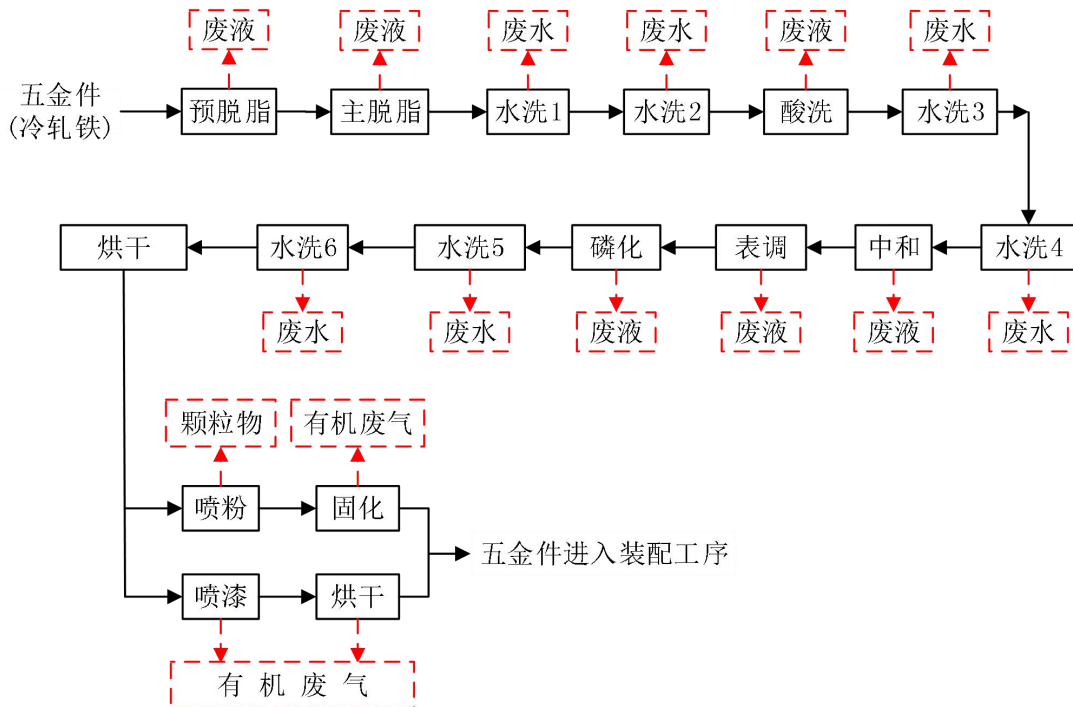 废液
废液
废水
废水
废液
废水
五金件
(冷轧铁)
预脱脂
主脱脂
水洗1
水洗2
酸洗
水洗3
烘干
水洗6
水洗5
磷化
表调
中和
水洗4
废水
废水
废液
废液
废液
废水
颗粒物
有机废气
喷粉
固化
五金件进入装配工序
喷漆
烘干
有机废气